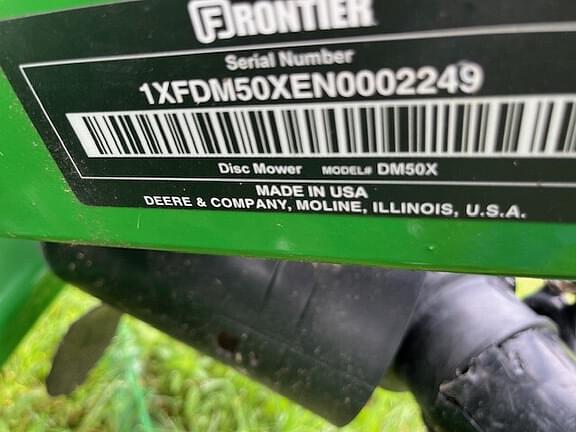 FRONTIER
Serial Number
1XFDM50XEN0002249
Disc Mower MODEL# DM50X
MADE IN USA
DEERE & COMPANY, MOLINE, ILLINOIS, U.S.A.